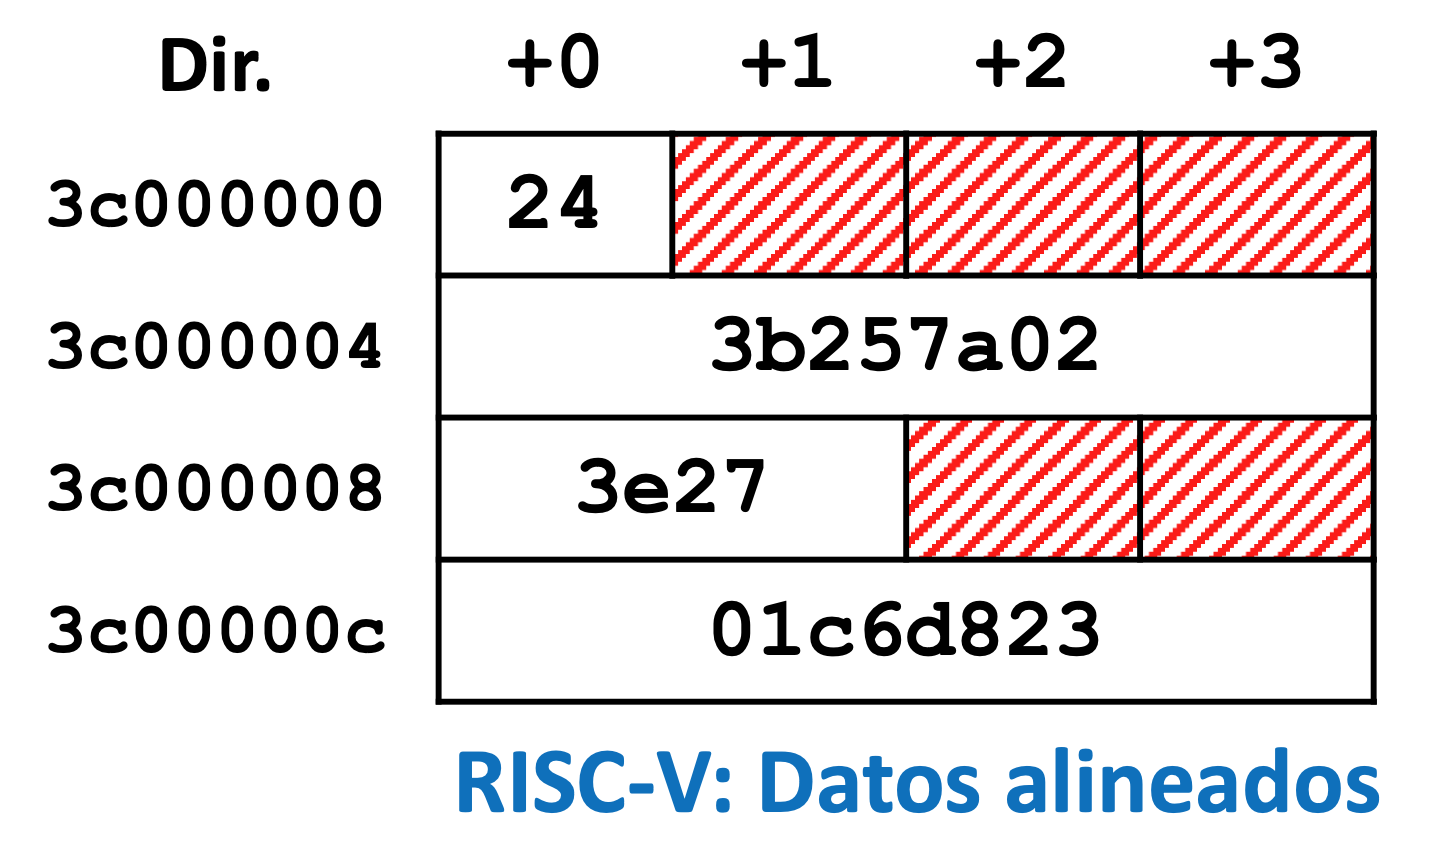 Dir. +0 +1 +2 +3
3c000000 24
3c000004 3b257a02
3c000008 3e27
3c00000c 01c6d823
RISC-V: Datos alineados